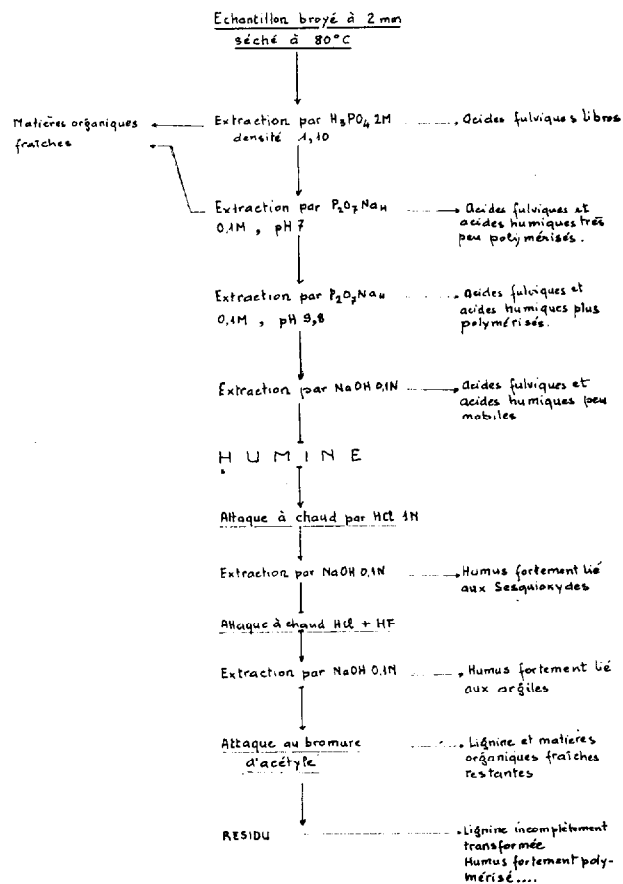 Echantillon broyé à 2 mm
séché à 80°C
Matières organiques
fraîches
Extraction par H₃PO₄ 2M
densité 1,10
Acides fulviques libres
Extraction par P₂O₇Na₄
0,1M , pH 7
Acides fulviques et
acides humiques très
peu polymérisés.
Extraction par P₂O₇Na₄
0,1M , pH 9,8
Acides fulviques et
acides humiques plus
polymérisés.
Extraction par NaOH 0,1N
Acides fulviques et
acides humiques peu
mobiles
HUMINE
Attaque à chaud par HCl 1N
Extraction par NaOH 0,1N
Humus fortement lié
aux Sesquioxydes
Attaque à chaud HCl + HF
Extraction par NaOH 0,1N
Humus fortement lié
aux argiles
Attaque au bromure
d'acétyle
Lignine et matières
organiques fraîches
restantes
RESIDU
Lignine incomplètement
transformée
Humus fortement poly-
mérisé....